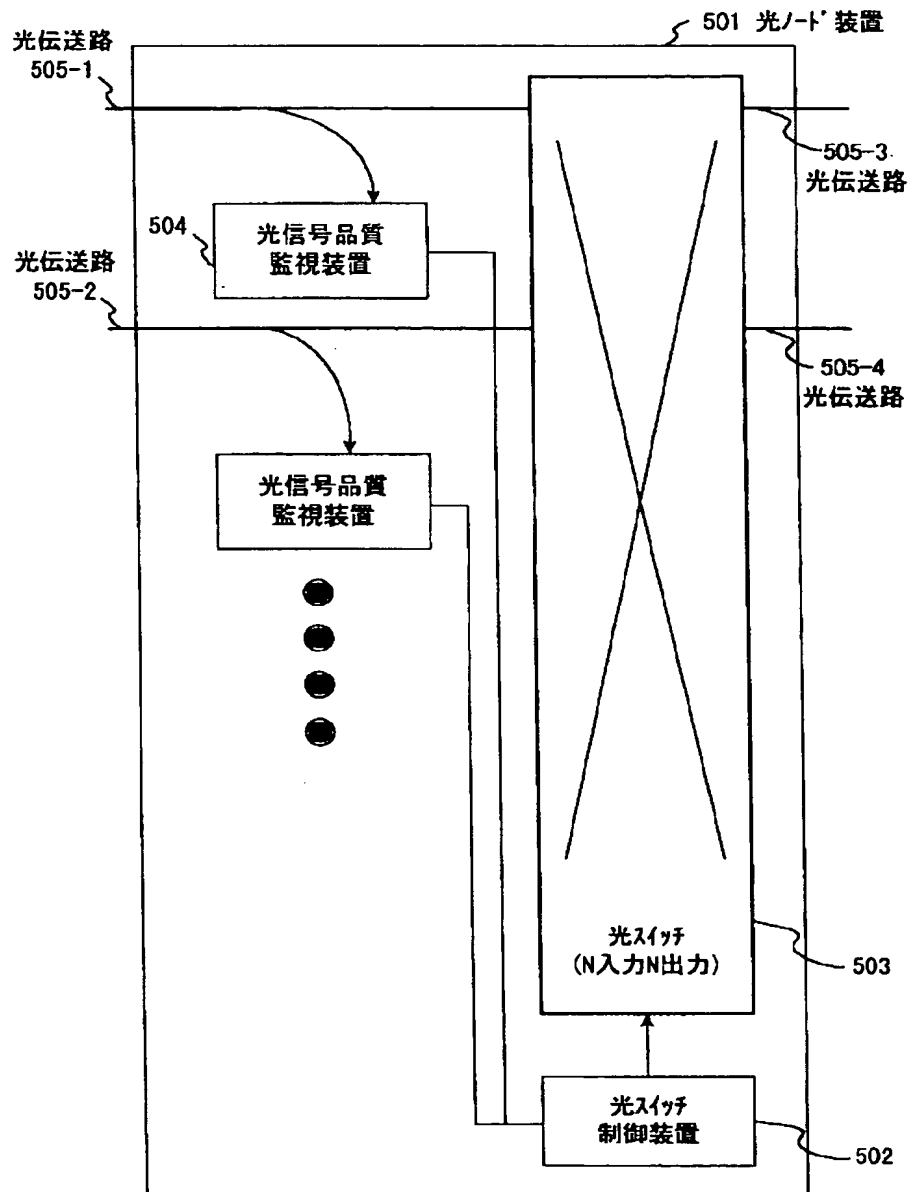 501 光ノード装置
光伝送路
505-1
505-3
光伝送路
504
光信号品質
監視装置
光伝送路
505-2
505-4
光伝送路
光信号品質
監視装置
光スイッチ
(N入力N出力)
503
光スイッチ
制御装置
502